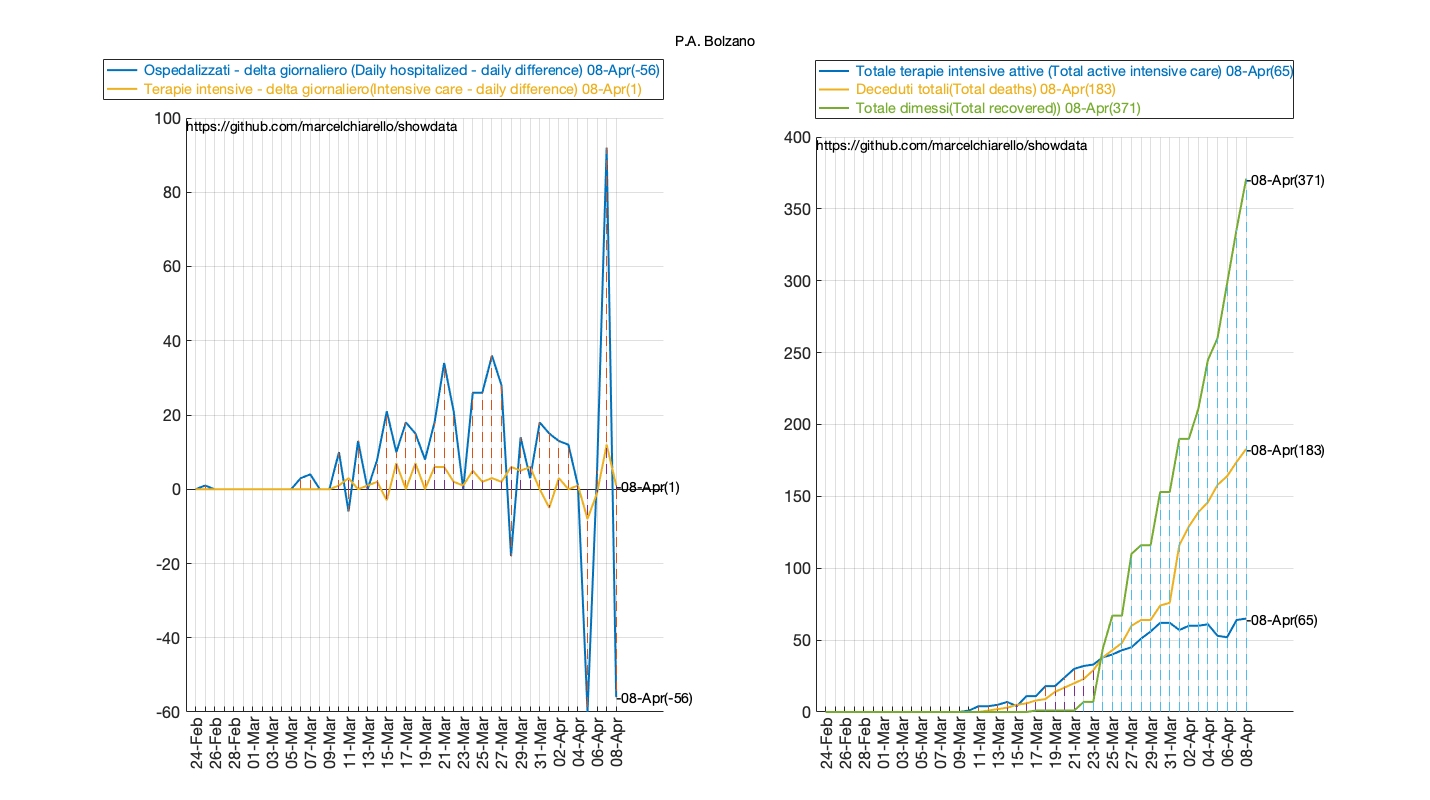 P.A. Bolzano
Ospedalizzati - delta giornaliero (Daily hospitalized - daily difference) 08-Apr(-56)
Terapie intensive - delta giornaliero(Intensive care - daily difference) 08-Apr(1)
https://github.com/marcelchiarello/showdata
100
80
60
40
20
0
-20
-40
-60
08-Apr(1)
08-Apr(-56)
24-Feb
26-Feb
28-Feb
01-Mar
03-Mar
05-Mar
07-Mar
09-Mar
11-Mar
13-Mar
15-Mar
17-Mar
19-Mar
21-Mar
23-Mar
25-Mar
27-Mar
29-Mar
31-Mar
02-Apr
04-Apr
06-Apr
08-Apr
Totale terapie intensive attive (Total active intensive care) 08-Apr(65)
Deceduti totali(Total deaths) 08-Apr(183)
Totale dimessi(Total recovered)) 08-Apr(371)
https://github.com/marcelchiarello/showdata
400
350
300
250
200
150
100
50
0
08-Apr(371)
08-Apr(183)
08-Apr(65)
24-Feb
26-Feb
28-Feb
01-Mar
03-Mar
05-Mar
07-Mar
09-Mar
11-Mar
13-Mar
15-Mar
17-Mar
19-Mar
21-Mar
23-Mar
25-Mar
27-Mar
29-Mar
31-Mar
02-Apr
04-Apr
06-Apr
08-Apr